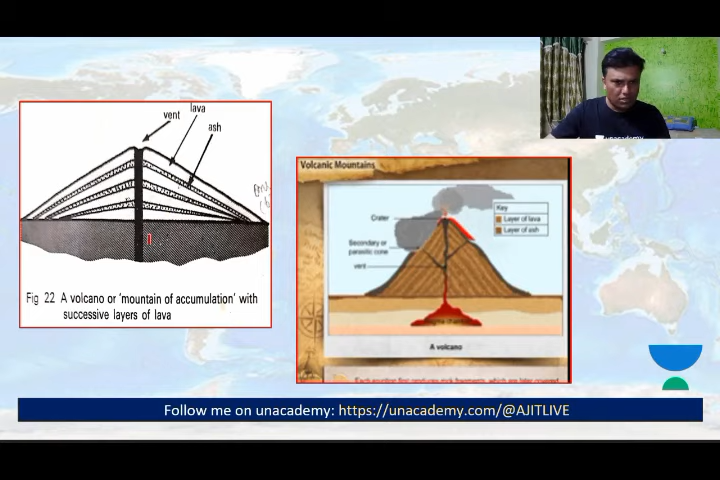 vent
lava
ash
Fig 22 A volcano or 'mountain of accumulation' with
successive layers of lava
Volcanic Mountains
Crater
Secondary or
parasitic cone
vent
Key
Layer of lava
Layer of ash
A volcano
unacademy
Follow me on unacademy: https://unacademy.com/@AJITLIVE